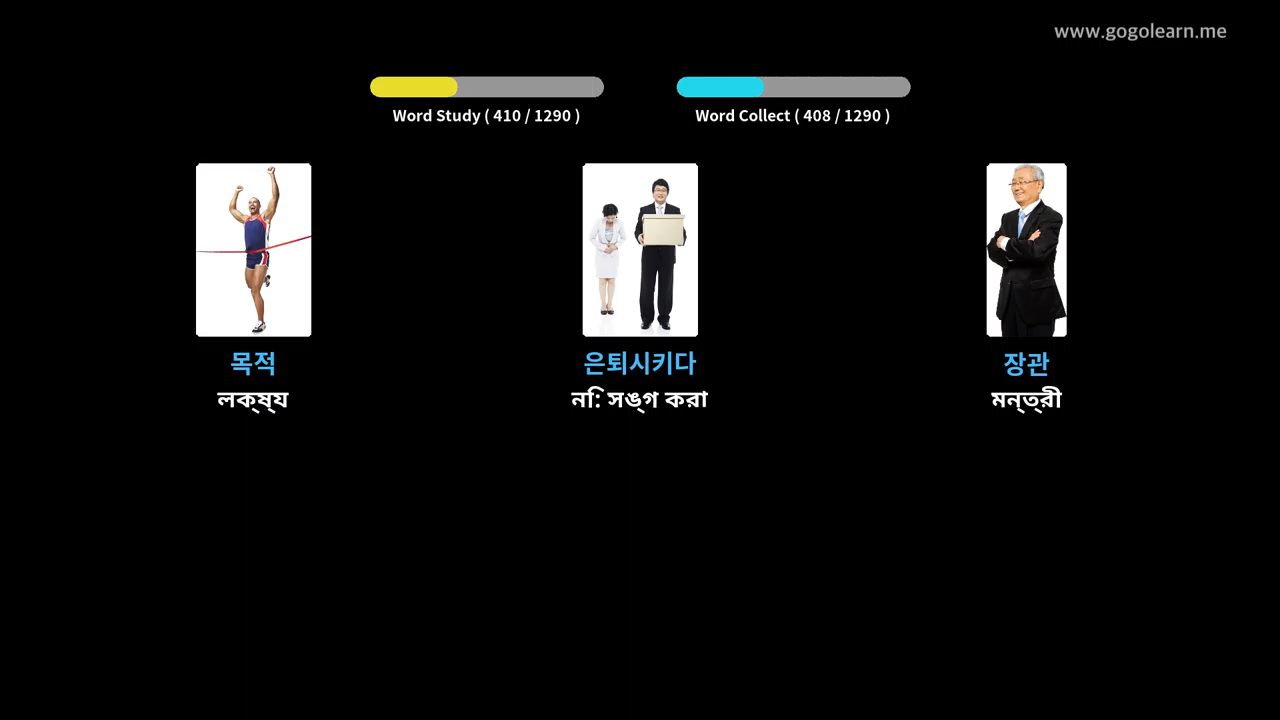 www.gogolearn.me
Word Study ( 410 / 1290 )
Word Collect ( 408 / 1290 )
목적
은퇴시키다
장관
লক্ষ্য
নিঃসঙ্গ করা
মন্ত্রী